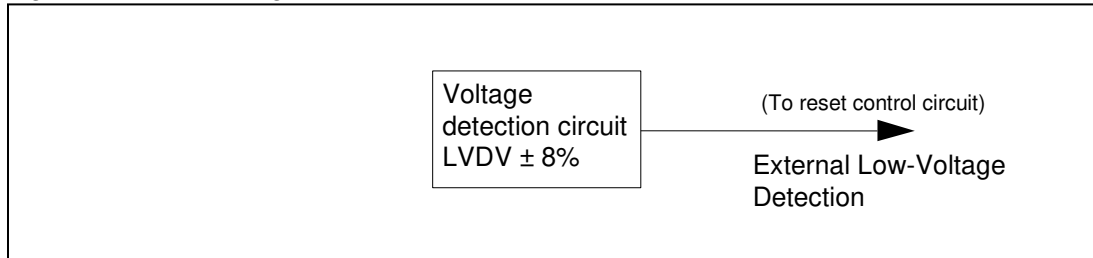 Voltage
detection circuit
LVDV ± 8%
(To reset control circuit)
External Low-Voltage
Detection